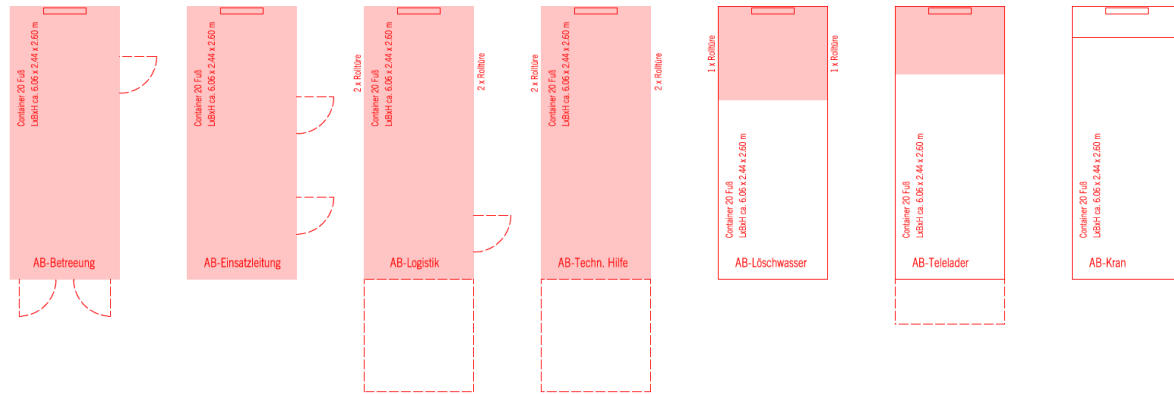 Container 20 Fuß
LxBxH ca. 6.06 x 2.44 x 2.60 m
AB-Betreeung
Container 20 Fuß
LxBxH ca. 6.06 x 2.44 x 2.60 m
AB-Einsatzleitung
2 x Rolltüre
Container 20 Fuß
LxBxH ca. 6.06 x 2.44 x 2.60 m
2 x Rolltüre
AB-Logistik
2 x Rolltüre
Container 20 Fuß
LxBxH ca. 6.06 x 2.44 x 2.60 m
2 x Rolltüre
AB-Techn. Hilfe
1 x Rolltüre
1 x Rolltüre
Container 20 Fuß
LxBxH ca. 6.06 x 2.44 x 2.60 m
AB-Löschwasser
Container 20 Fuß
LxBxH ca. 6.06 x 2.44 x 2.60 m
AB-Telelader
Container 20 Fuß
LxBxH ca. 6.06 x 2.44 x 2.60 m
AB-Kran